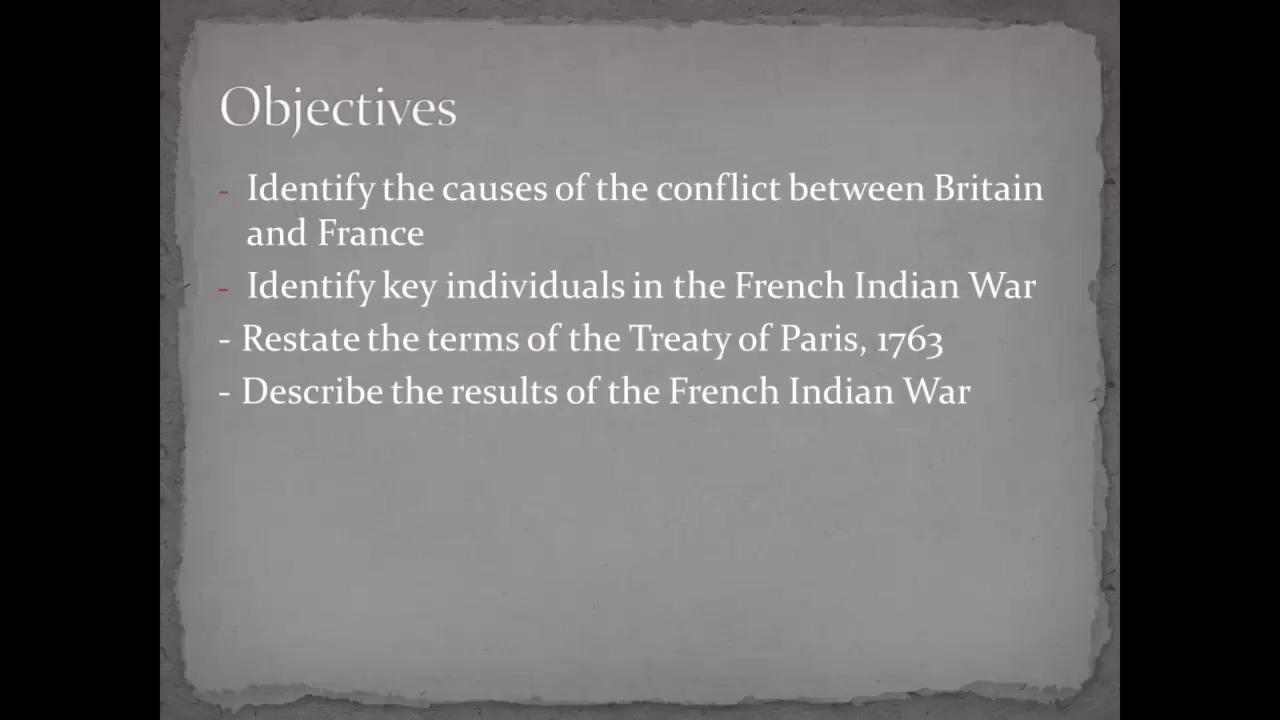 Objectives
- Identify the causes of the conflict between Britain
and France
- Identify key individuals in the French Indian War
- Restate the terms of the Treaty of Paris, 1763
- Describe the results of the French Indian War